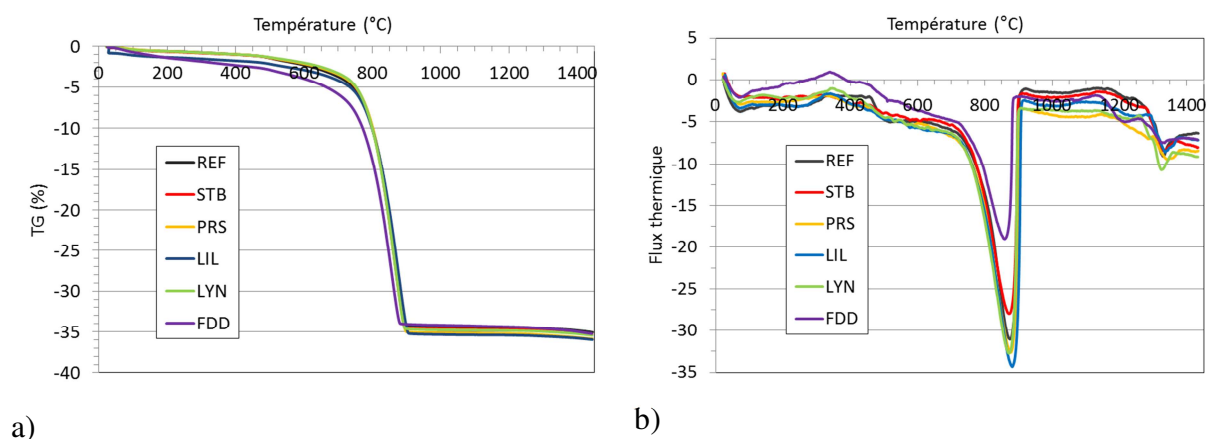 Température (°C)
0
0 200 400 600 800 1000 1200 1400
-5
-10
-15
-20
-25
-30
-35
-40
TG (%)
REF
STB
PRS
LIL
LYN
FDD
a)
Température (°C)
5
0
0 200 400 600 800 1000 1200 1400
-5
-10
-15
-20
-25
-30
-35
Flux thermique
REF
STB
PRS
LIL
LYN
FDD
b)